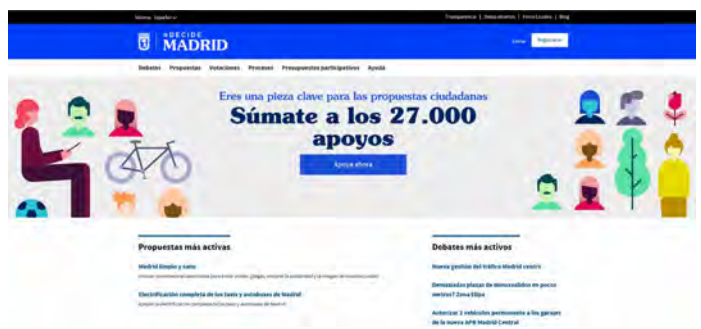 Idioma: Español
Transparencia | Datos abiertos | Foros Locales | Blog
DECIDE
MADRID
Entrar
Registrarse
Debates Propuestas Votaciones Procesos Presupuestos participativos Ayuda
Eres una pieza clave para las propuestas ciudadanas
Súmate a los 27.000
apoyos
Apoya ahora
Propuestas más activas
Madrid limpio y sano
Electrificación completa de los taxis y autobuses de Madrid
Debates más activos
Nueva gestión del tráfico Madrid centro
Demasiadas plazas de minusvalidos en pocos
metros? Zona Elipa
Autorizar 2 vehículos permanente a los garajes
de la nueva APR Madrid Central